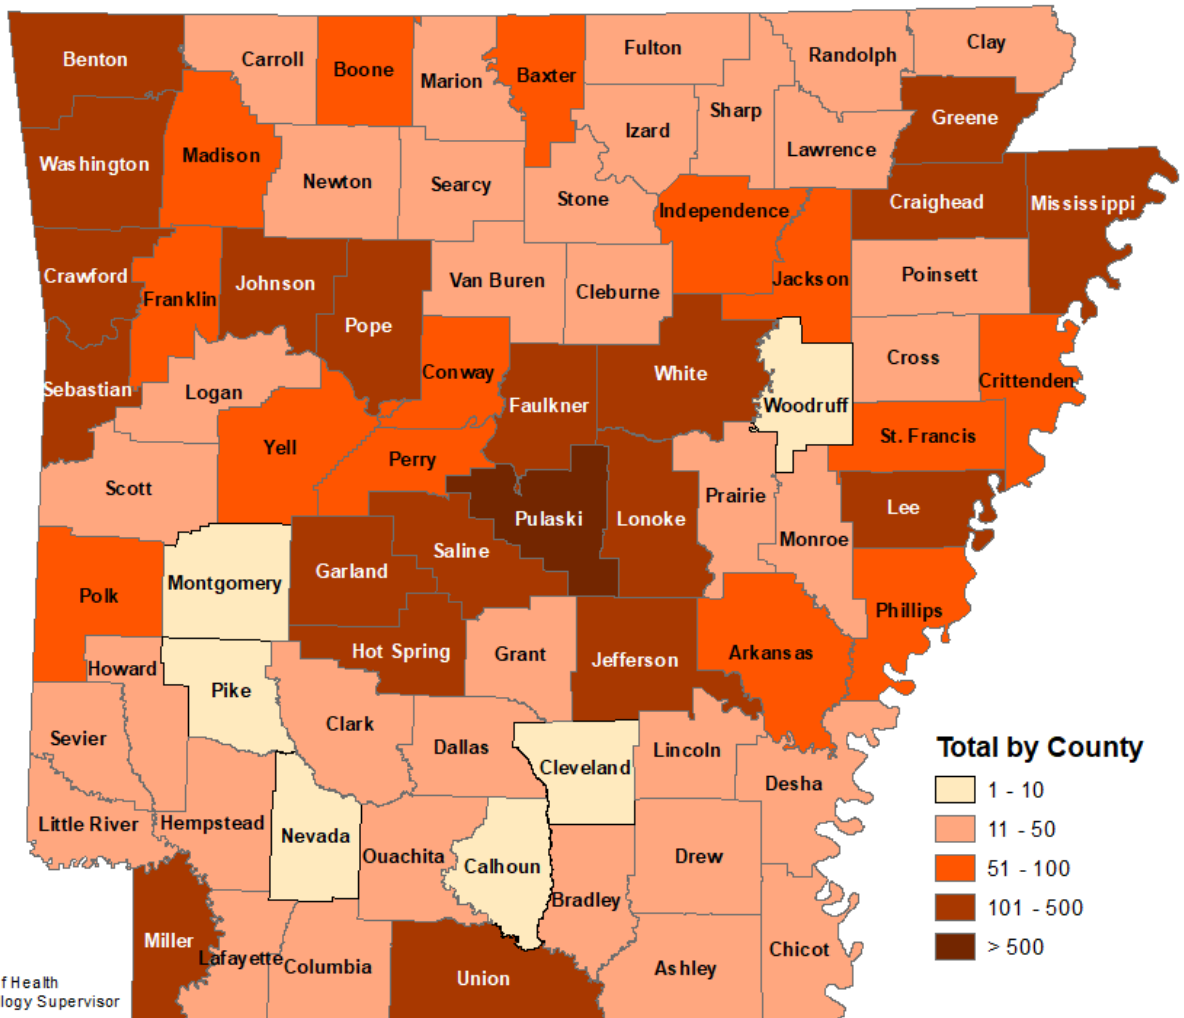 Clay
Fulton
Randolph
Carroll
Benton
Boone
Baxter
Marion
Sharp
Greene
Izard
Lawrence
Madison
Washington
Newton
Searcy
Stone
Craighead
Mississippi
Independence
Poinsett
Crawford
Jackson
Van Buren
Johnson
Cleburne
Franklin
Pope
Cross
Conway
White
Crittenden
Sebastian
Logan
Faulkner
Woodruff
St. Francis
Yell
Perry
Scott
Prairie
Lee
Pulaski
Lonoke
Monroe
Saline
Garland
Montgomery
Polk
Phillips
Hot Spring
Grant
Jefferson
Arkansas
Howard
Pike
Clark
Sevier
Dallas
Lincoln
Cleveland
Desha
Little River
Hempstead
Nevada
Ouachita
Drew
Calhoun
Bradley
Miller
Chicot
Lafayette
Columbia
Ashley
Union
Total by County
1 - 10
11 - 50
51 - 100
101 - 500
> 500
f Health
logy Supervisor